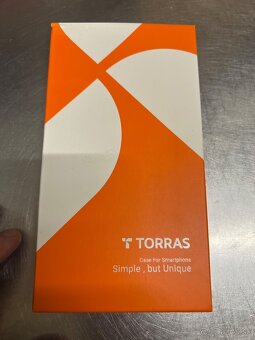 TORRAS
Case For Smartphone
Simple , but Unique